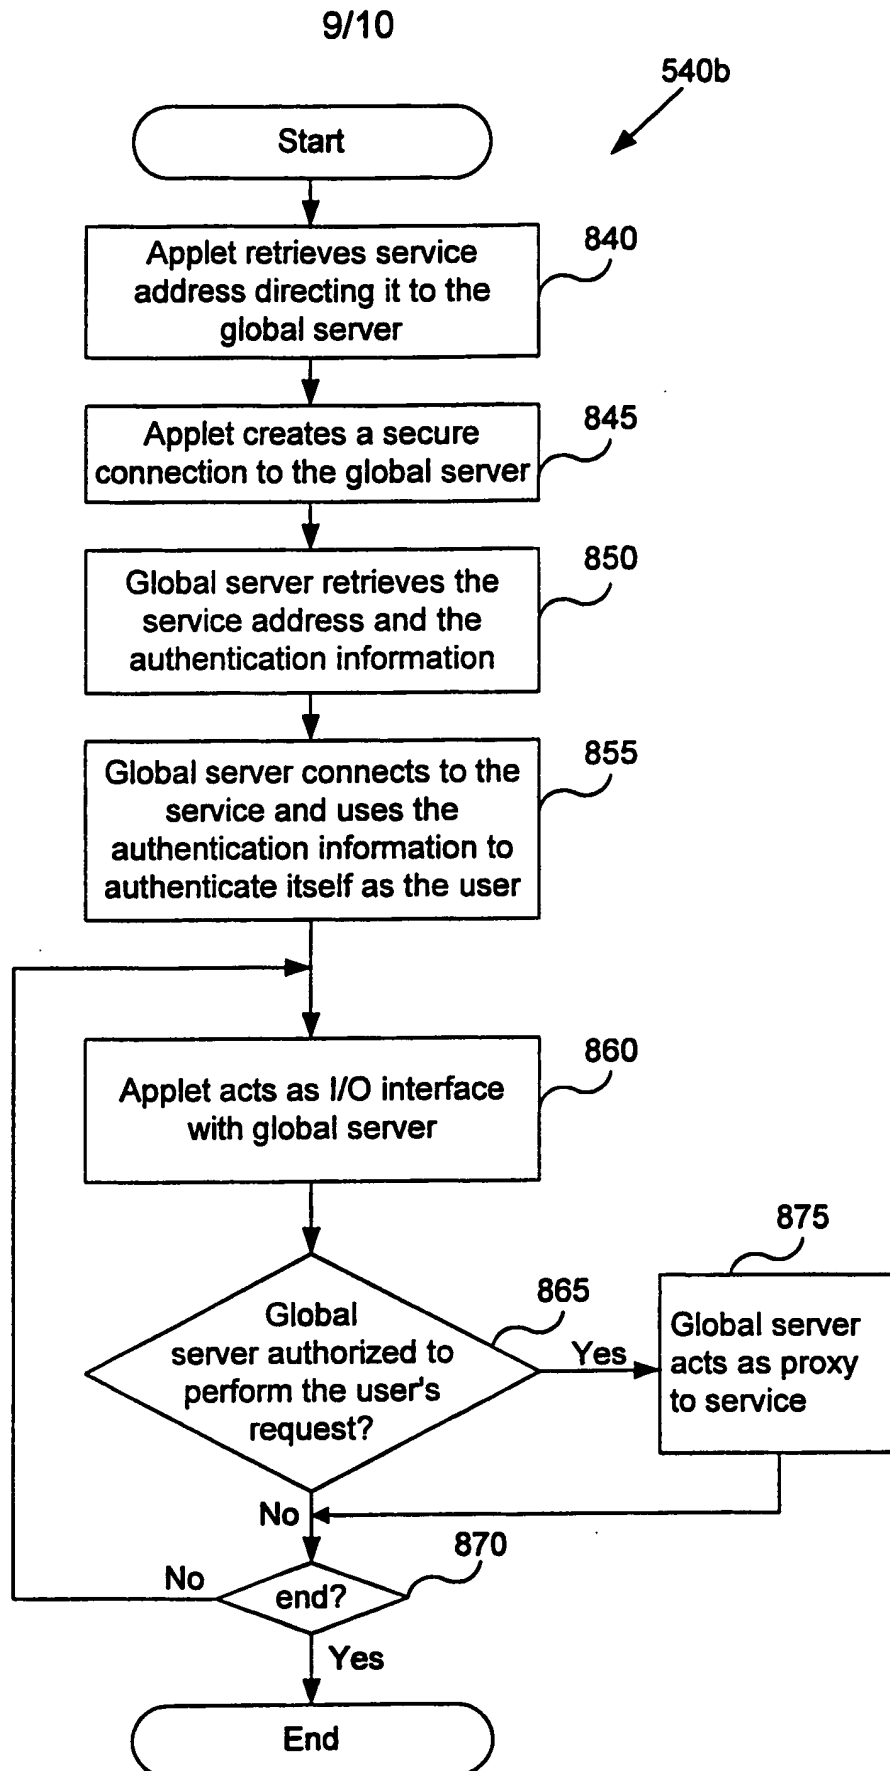 9/10
540b
Start
840
Applet retrieves service
address directing it to the
global server
845
Applet creates a secure
connection to the global server
850
Global server retrieves the
service address and the
authentication information
855
Global server connects to the
service and uses the
authentication information to
authenticate itself as the user
860
Applet acts as I/O interface
with global server
865
Global
server authorized to
perform the user's
request?
Yes
875
Global server
acts as proxy
to service
No
870
end?
No
Yes
End